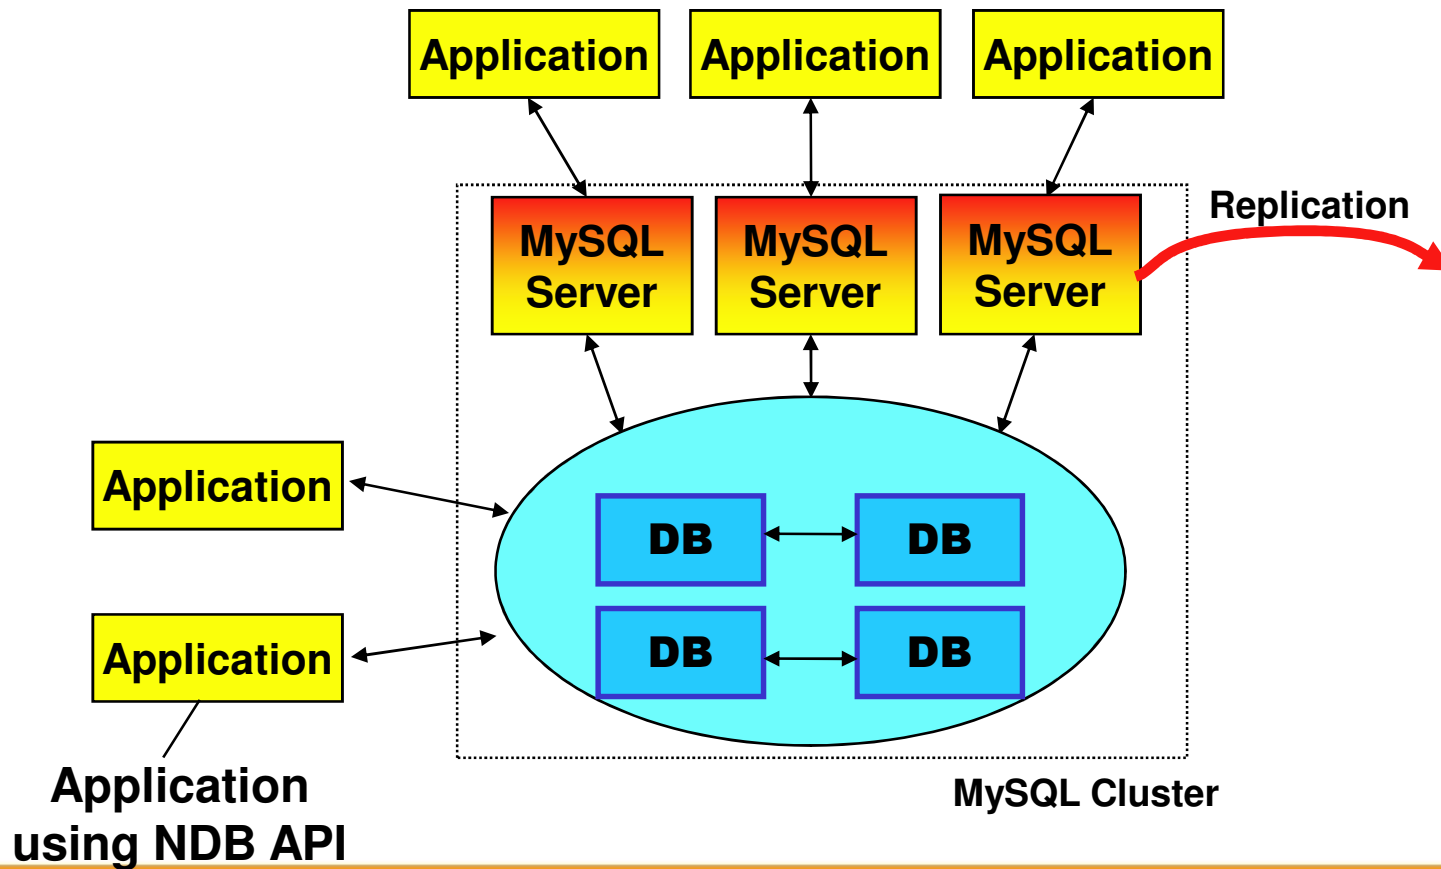 Application Application Application
Replication
MySQL MySQL MySQL
Server Server Server
Application
DB DB
Application
DB DB
Application
using NDB API
MySQL Cluster